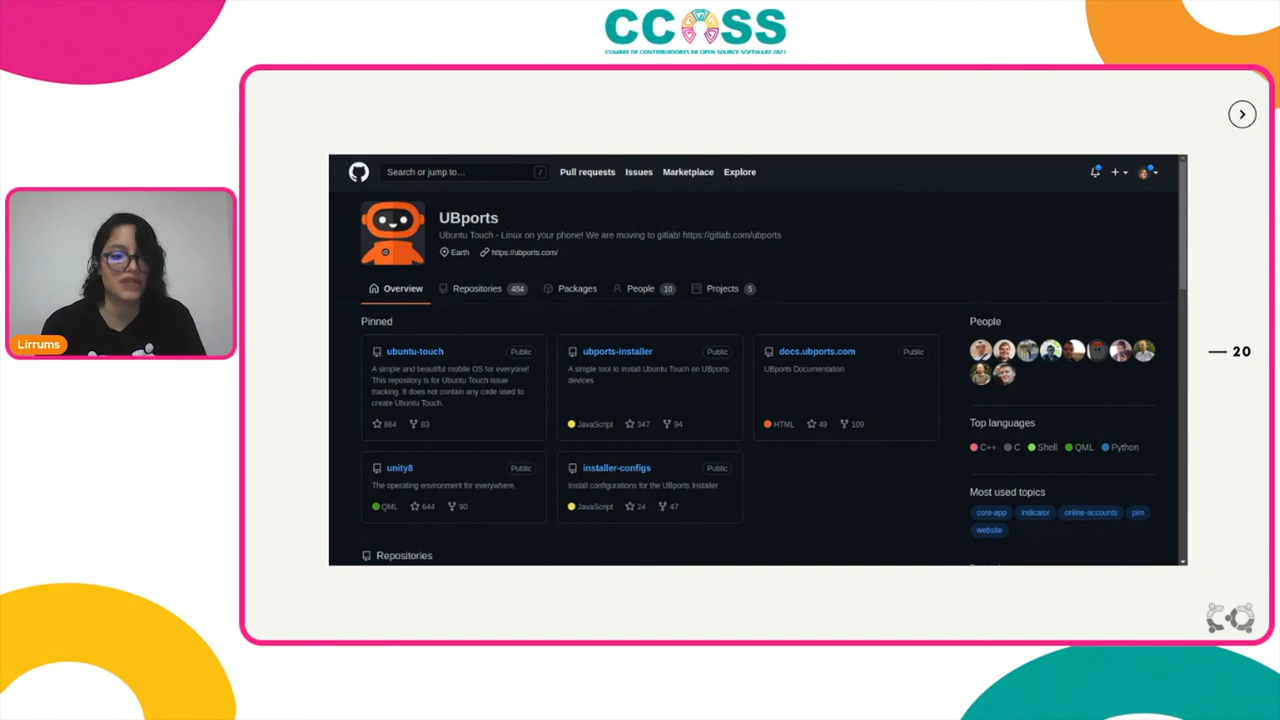 CCOSS
CUMBRE DE CONTRIBUIDORES DE OPEN SOURCE SOFTWARE 2021
Search or jump to...
/
Pull requests
Issues
Marketplace
Explore
UBports
Ubuntu Touch - Linux on your phone! We are moving to gitlab! https://gitlab.com/ubports
Earth
https://ubports.com/
Overview
Repositories 484
Packages
People 10
Projects 5
Pinned
ubuntu-touch
Public
A simple and beautiful mobile OS for everyone!
This repository is for Ubuntu Touch issue
tracking. It does not contain any code used to
create Ubuntu Touch.
864
83
ubports-installer
Public
A simple tool to install Ubuntu Touch on UBports
devices
JavaScript
347
94
docs.ubports.com
Public
UBports Documentation
HTML
49
109
unity8
Public
The operating environment for everywhere.
QML
644
90
installer-configs
Public
Install configurations for the UBports Installer
JavaScript
24
47
Repositories
People
Top languages
C++ C Shell QML Python
Most used topics
core-app indicator online-accounts pim
website
20
Lirrums